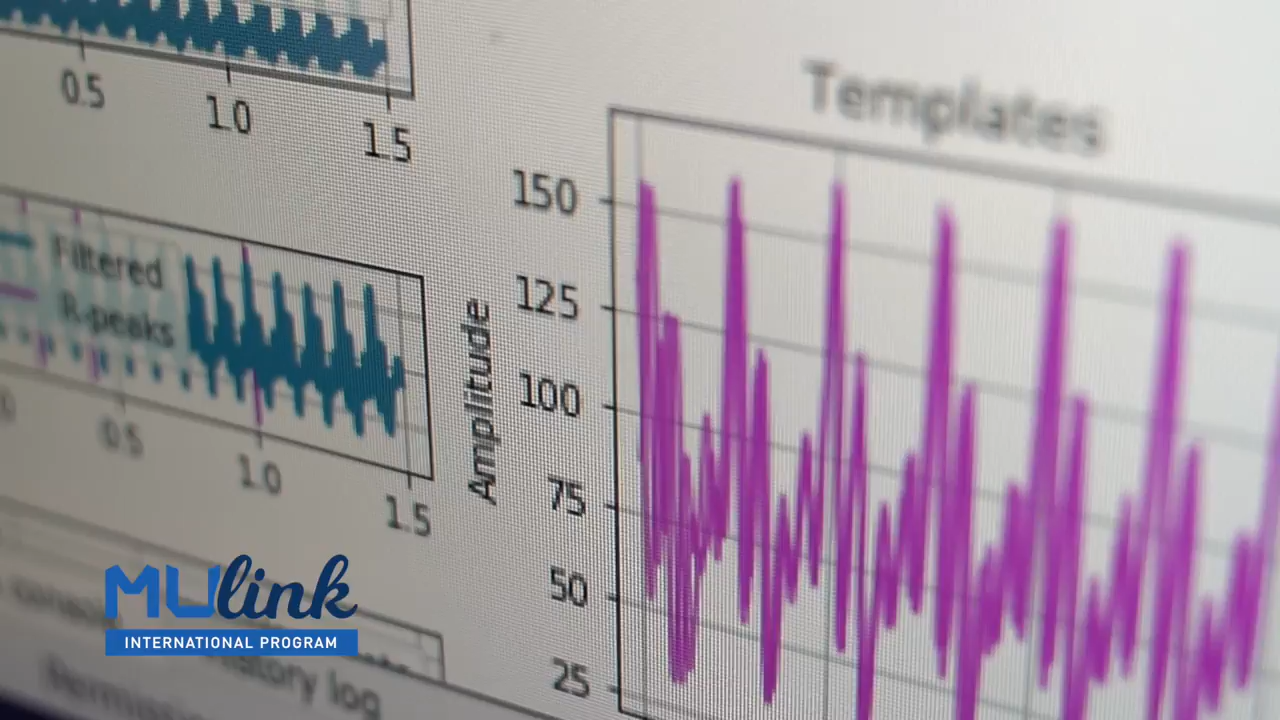 0.5
1.0
1.5
Templates
150
125
100
75
50
25
Amplitude
Filtered
R-peaks
0.5
1.0
1.5
MULink
INTERNATIONAL PROGRAM
history log